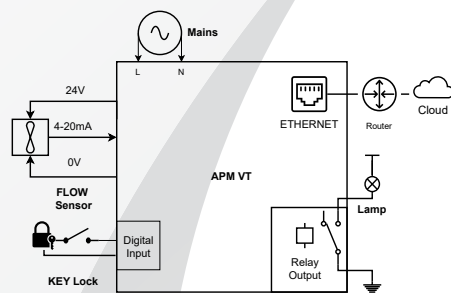 Mains
L N
24V
4-20mA
0V
FLOW
Sensor
KEY Lock
Digital
Input
APM VT
ETHERNET
Router
Cloud
Lamp
Relay
Output